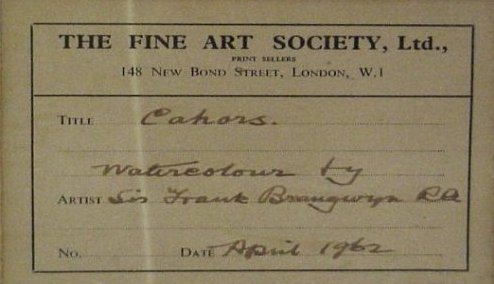 THE FINE ART SOCIETY, Ltd.,
PRINT SELLERS
148 New Bond Street, London, W.1
Title Cahors.
Watercolour by
Artist Sir Frank Brangwyn RA
No. Date April 1962